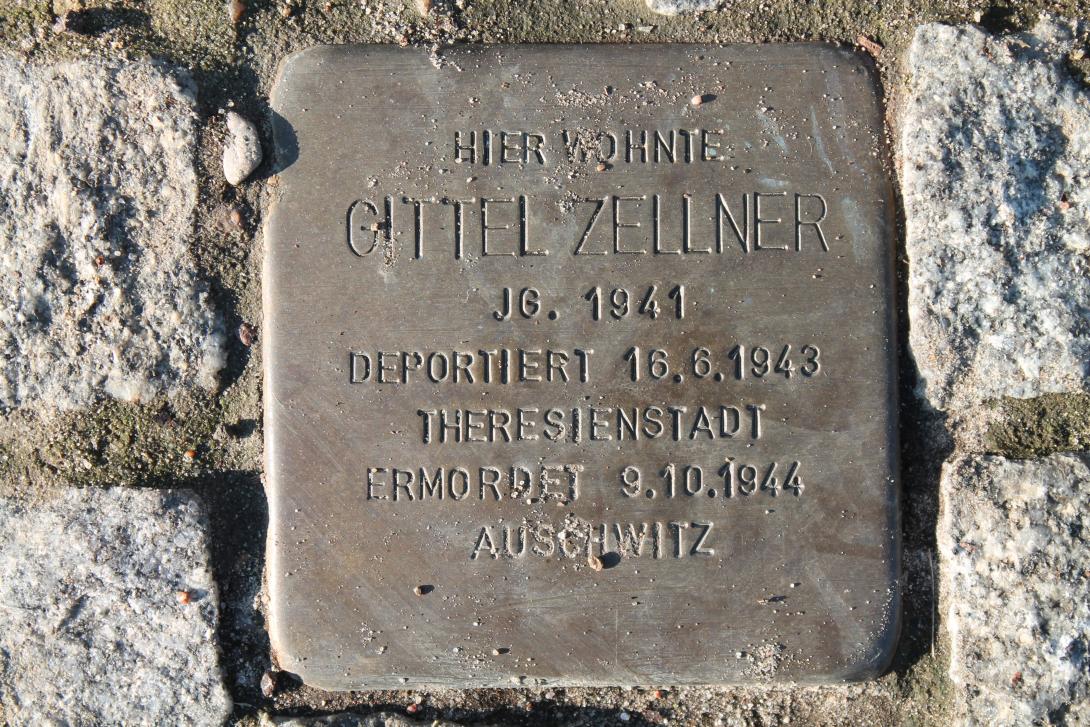 HIER WOHNTE
GITTEL ZELLNER
JG. 1941
DEPORTIERT 16.6.1943
THERESIENSTADT
ERMORDET 9.10.1944
AUSCHWITZ